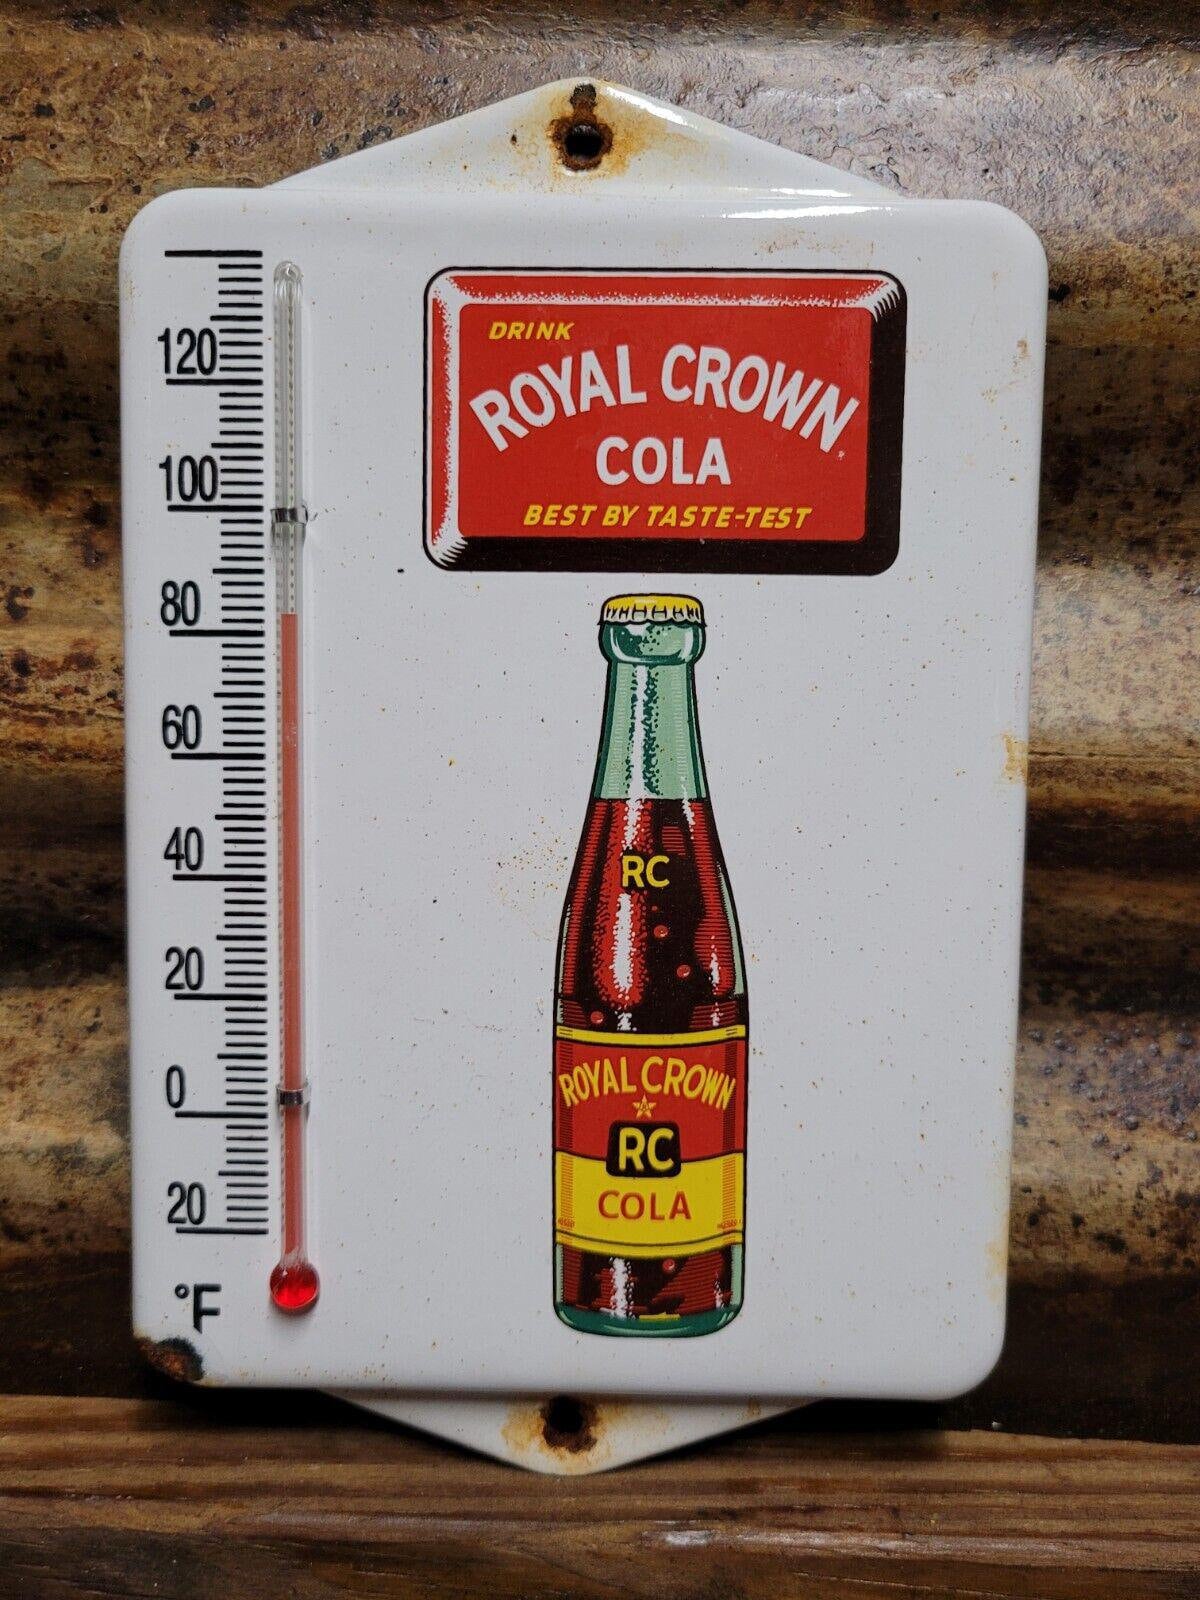 DRINK
ROYAL CROWN
COLA
BEST BY TASTE-TEST
120
100
80
60
40
20
0
20
°F
RC
ROYAL CROWN
RC
COLA